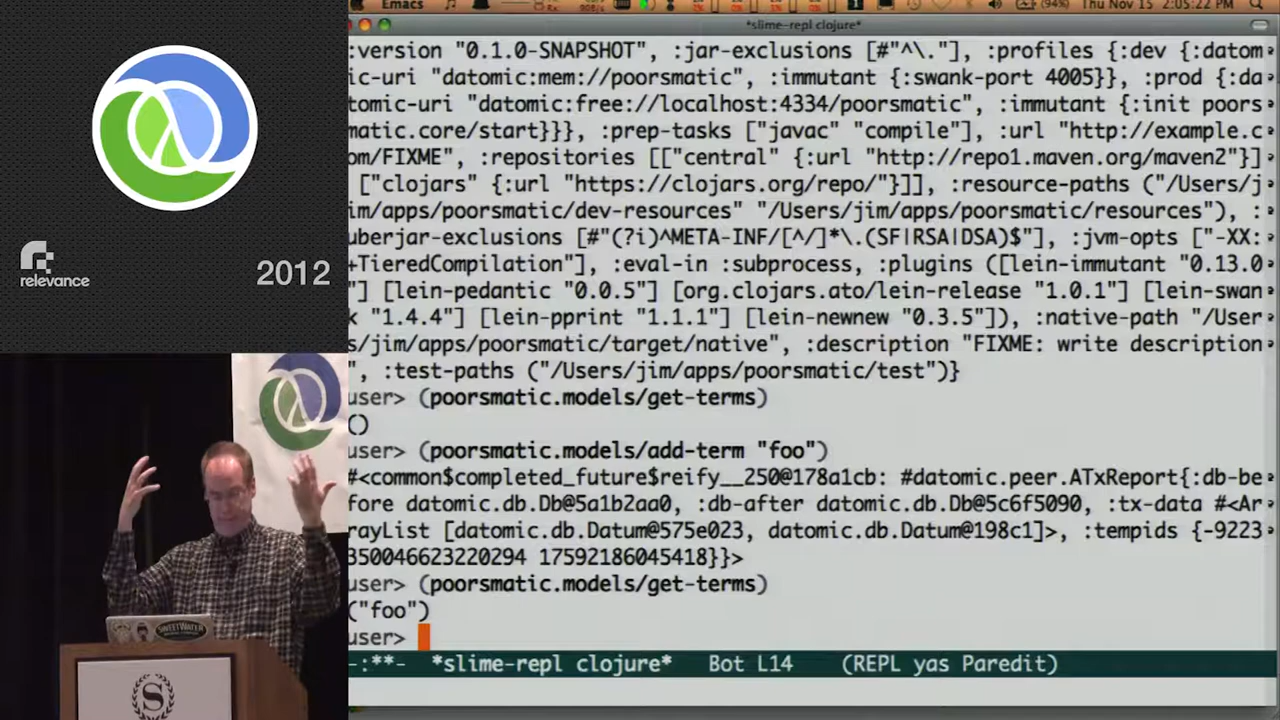 relevance
2012
SWEETWATER
S
Emacs
(94%)
Thu Nov 15 2:05:22 PM
*slime-repl clojure*
:version "0.1.0-SNAPSHOT", :jar-exclusions [#"^\."], :profiles {:dev {:datom
ic-uri "datomic:mem://poorsmatic", :immutant {:swank-port 4005}}, :prod {:da
tomic-uri "datomic:free://localhost:4334/poorsmatic", :immutant {:init poors
matic.core/start}}}, :prep-tasks ["javac" "compile"], :url "http://example.c
om/FIXME", :repositories [["central" {:url "http://repo1.maven.org/maven2"}]
["clojars" {:url "https://clojars.org/repo/"}]], :resource-paths ("/Users/j
im/apps/poorsmatic/dev-resources" "/Users/jim/apps/poorsmatic/resources"), :
uberjar-exclusions [#"(?i)^META-INF/[^/]*\.(SF|RSA|DSA)$"], :jvm-opts ["-XX:
+TieredCompilation"], :eval-in :subprocess, :plugins ([lein-immutant "0.13.0
"] [lein-pedantic "0.0.5"] [org.clojars.ato/lein-release "1.0.1"] [lein-swan
k "1.4.4"] [lein-pprint "1.1.1"] [lein-newnew "0.3.5"]), :native-path "/User
s/jim/apps/poorsmatic/target/native", :description "FIXME: write description
", :test-paths ("/Users/jim/apps/poorsmatic/test")}
user> (poorsmatic.models/get-terms)
()
user> (poorsmatic.models/add-term "foo")
#<common$completed_future$reify__250@178a1cb: #datomic.peer.ATxReport{:db-be
fore datomic.db.Db@5a1b2aa0, :db-after datomic.db.Db@5c6f5090, :tx-data #<Ar
rayList [datomic.db.Datum@575e023, datomic.db.Datum@198c1]>, :tempids {-9223
350046623220294 17592186045418}}>
user> (poorsmatic.models/get-terms)
("foo")
user>
-:**- *slime-repl clojure* Bot L14 (REPL yas Paredit)